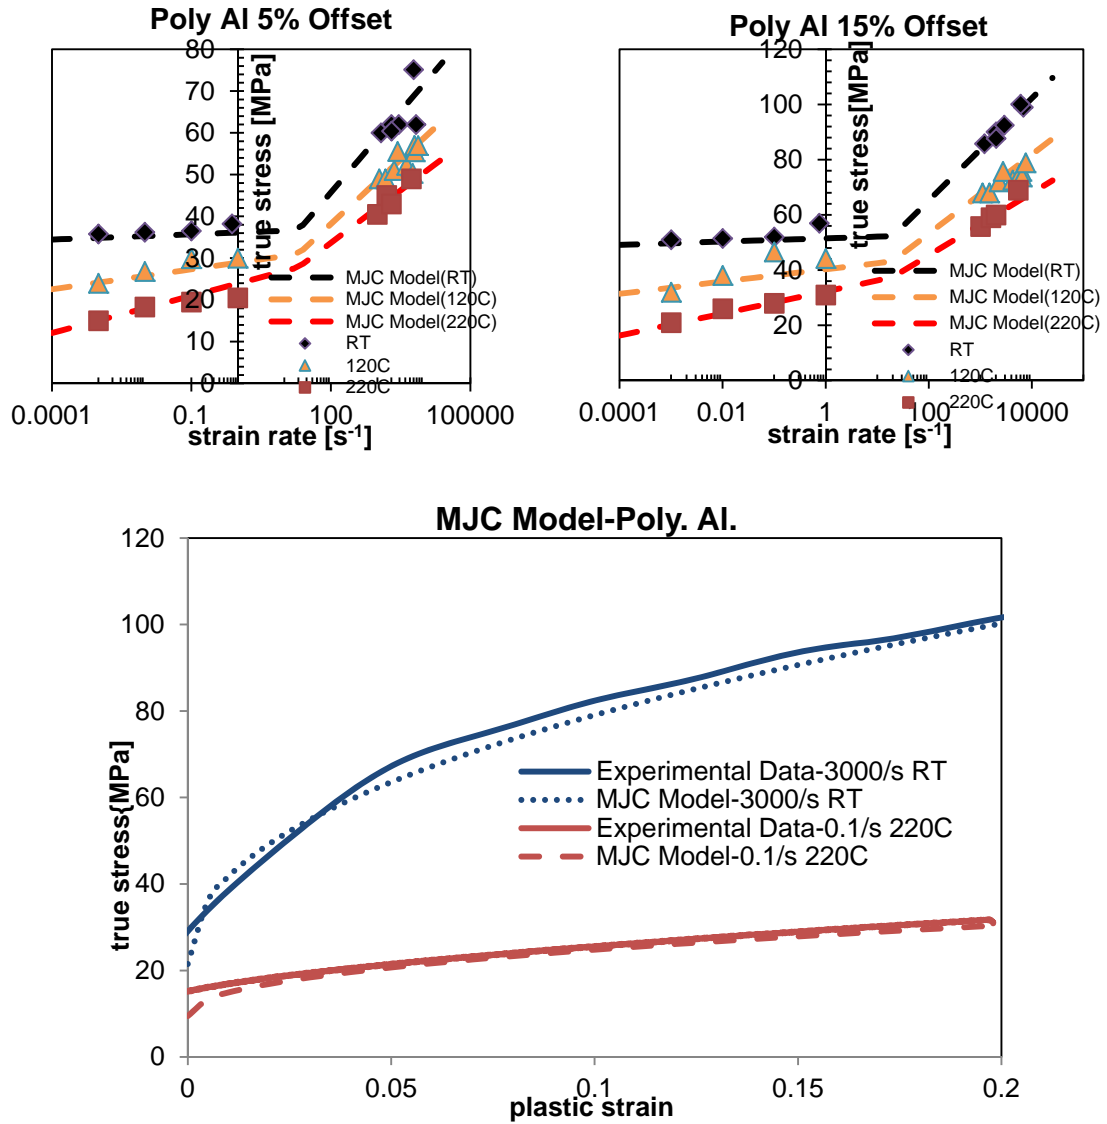 Poly Al 5% Offset
80
70
60
50
40
30
20
10
0
true stress [MPa]
MJC Model(RT)
MJC Model(120C)
MJC Model(220C)
RT
120C
220C
0.0001
0.1
100
100000
strain rate [s-1]
Poly Al 15% Offset
120
100
80
60
40
20
0
true stress[MPa]
MJC Model(RT)
MJC Model(120C)
MJC Model(220C)
RT
120C
220C
0.0001
0.01
1
100
10000
strain rate [s-1]
MJC Model-Poly. Al.
120
100
80
60
40
20
0
true stress{MPa]
Experimental Data-3000/s RT
MJC Model-3000/s RT
Experimental Data-0.1/s 220C
MJC Model-0.1/s 220C
0
0.05
0.1
0.15
0.2
plastic strain